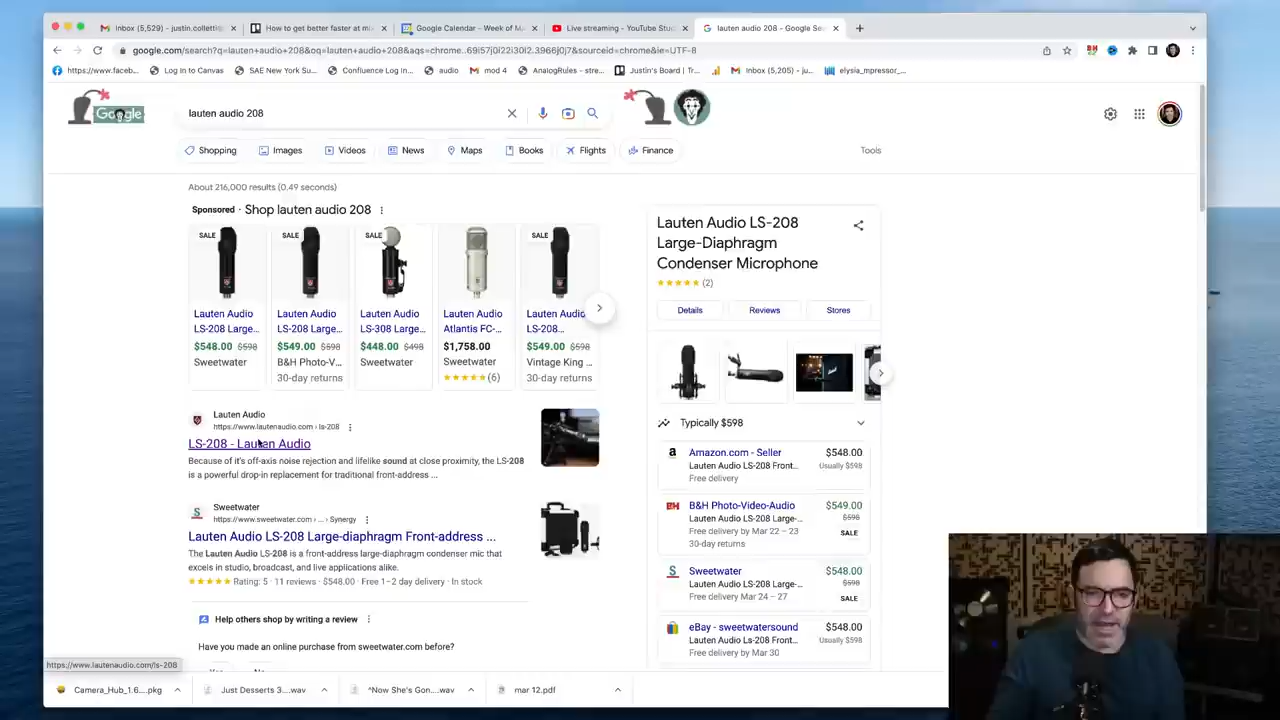 Inbox (5,529) - justin.colletti@
How to get better faster at mi
Google Calendar - Week of Ma
Live streaming - YouTube Studi
lauten audio 208 - Google Sea
google.com/search?q=lauten+audio+208&oq=lauten+audio+208&aqs=chrome..69i57j0i22i30l2.3966j0j7&sourceid=chrome&ie=UTF-8
https://www.faceb...
Log In to Canvas
SAE New York Su...
Confluence Log In...
audio
mod 4
AnalogRules - stre...
Justin's Board | Tr...
Inbox (5,205) - ju...
elysia_mpressor_...
Google
lauten audio 208
Shopping
Images
Videos
News
Maps
Books
Flights
Finance
Tools
About 216,000 results (0.49 seconds)
Sponsored · Shop lauten audio 208
SALE
Lauten Audio
LS-208 Large...
$548.00 $598
Sweetwater
SALE
Lauten Audio
LS-208 Large...
$549.00 $598
B&H Photo-V...
30-day returns
SALE
Lauten Audio
LS-308 Large...
$448.00 $498
Sweetwater
Lauten Audio
Atlantis FC-...
$1,758.00
Sweetwater
(6)
SALE
Lauten Audio
LS-208...
$549.00 $598
Vintage King ...
30-day returns
Lauten Audio
https://www.lautenaudio.com › ls-208
LS-208 - Lauten Audio
Because of it's off-axis noise rejection and lifelike sound at close proximity, the LS-208
is a powerful drop-in replacement for traditional front-address ...
Sweetwater
https://www.sweetwater.com › ... › Synergy
Lauten Audio LS-208 Large-diaphragm Front-address ...
The Lauten Audio LS-208 is a front-address large-diaphragm condenser mic that
excels in studio, broadcast, and live applications alike.
Rating: 5 · 11 reviews · $548.00 · Free 1–2 day delivery · In stock
Help others shop by writing a review
Have you made an online purchase from sweetwater.com before?
Lauten Audio LS-208
Large-Diaphragm
Condenser Microphone
(2)
Details
Reviews
Stores
Typically $598
Amazon.com - Seller
$548.00
Lauten Audio LS-208 Front...
Usually $598
Free delivery
B&H Photo-Video-Audio
$549.00
Lauten Audio LS-208 Large-...
$598
Free delivery by Mar 22 – 23
SALE
30-day returns
Sweetwater
$548.00
Lauten Audio LS-208 Large-...
$598
Free delivery Mar 24 – 27
SALE
eBay - sweetwatersound
$548.00
Lauten Audio Ls-208 Front...
Usually $598
Free delivery by Mar 30
https://www.lautenaudio.com/ls-208
Camera_Hub_1.6....pkg
Just Desserts 3....wav
^Now She's Gon....wav
mar 12.pdf